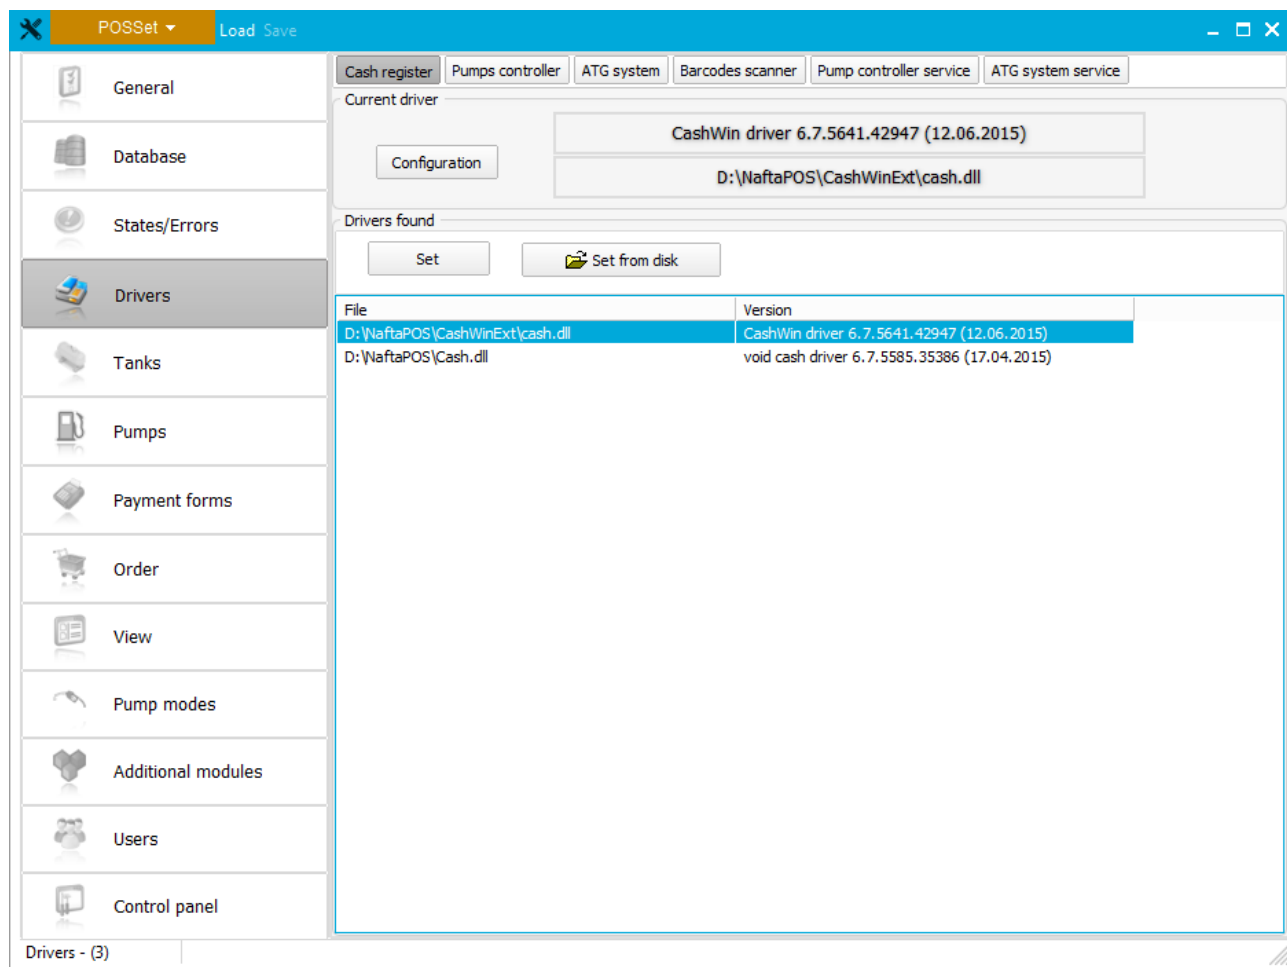 POSSet Load Save
General
Database
States/Errors
Drivers
Tanks
Pumps
Payment forms
Order
View
Pump modes
Additional modules
Users
Control panel
Cash register Pumps controller ATG system Barcodes scanner Pump controller service ATG system service
Current driver
Configuration
CashWin driver 6.7.5641.42947 (12.06.2015)
D:\NaftaPOS\CashWinExt\cash.dll
Drivers found
Set Set from disk
File Version
D:\NaftaPOS\CashWinExt\cash.dll CashWin driver 6.7.5641.42947 (12.06.2015)
D:\NaftaPOS\Cash.dll void cash driver 6.7.5585.35386 (17.04.2015)
Drivers - (3)